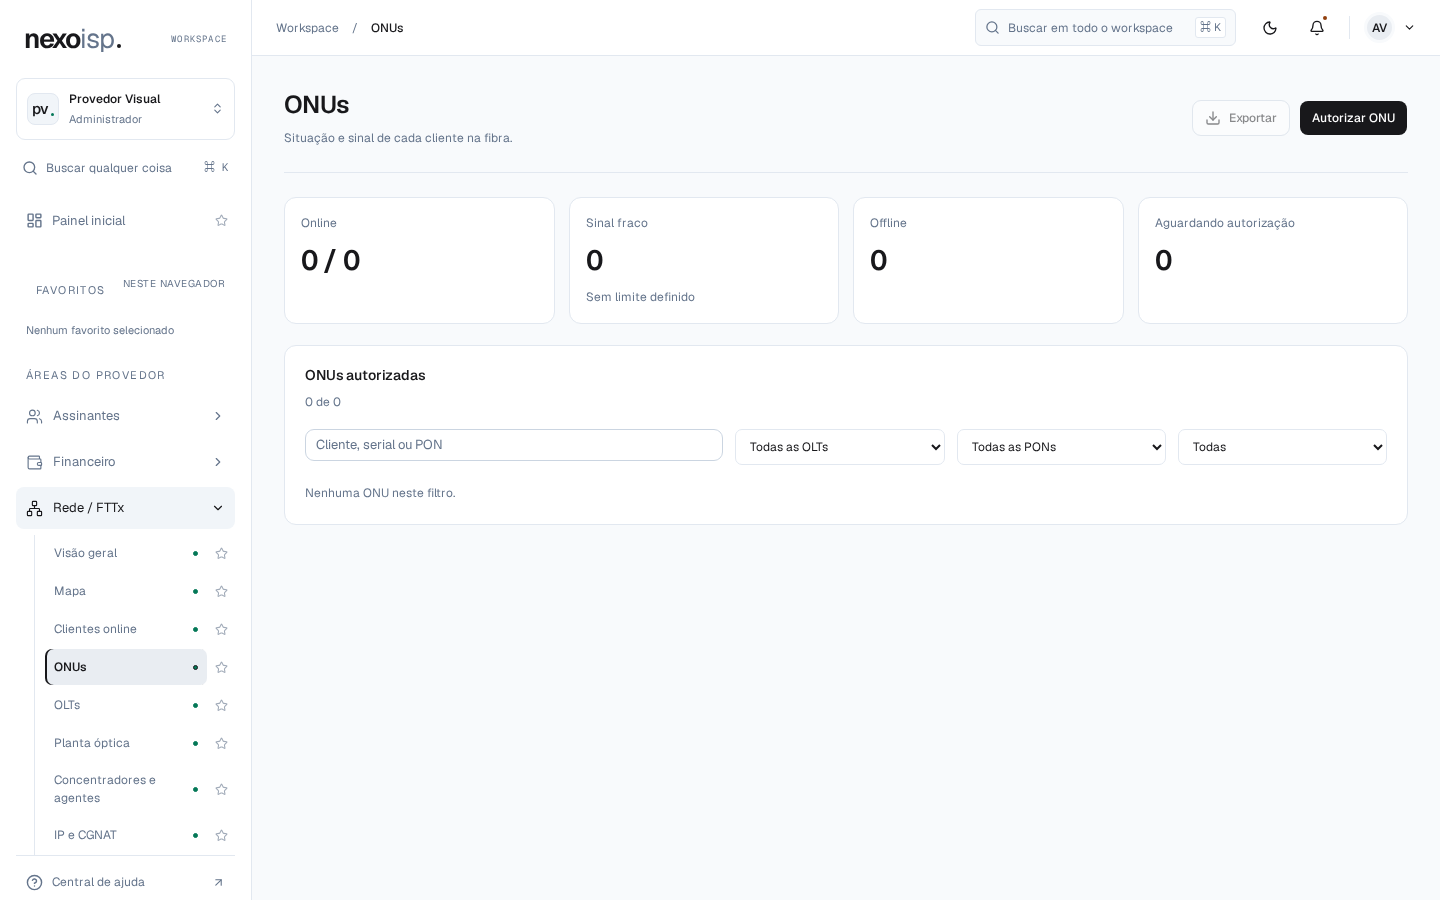 nexoisp.
WORKSPACE
pv.
Provedor Visual
Administrador
Buscar qualquer coisa
⌘ K
Painel inicial
FAVORITOS
NESTE NAVEGADOR
Nenhum favorito selecionado
ÁREAS DO PROVEDOR
Assinantes
Financeiro
Rede / FTTx
Visão geral
Mapa
Clientes online
ONUs
OLTs
Planta óptica
Concentradores e
agentes
IP e CGNAT
Central de ajuda
Workspace / ONUs
Buscar em todo o workspace
⌘ K
AV
ONUs
Situação e sinal de cada cliente na fibra.
Exportar
Autorizar ONU
Online
0 / 0
Sinal fraco
0
Sem limite definido
Offline
0
Aguardando autorização
0
ONUs autorizadas
0 de 0
Cliente, serial ou PON
Todas as OLTs
Todas as PONs
Todas
Nenhuma ONU neste filtro.